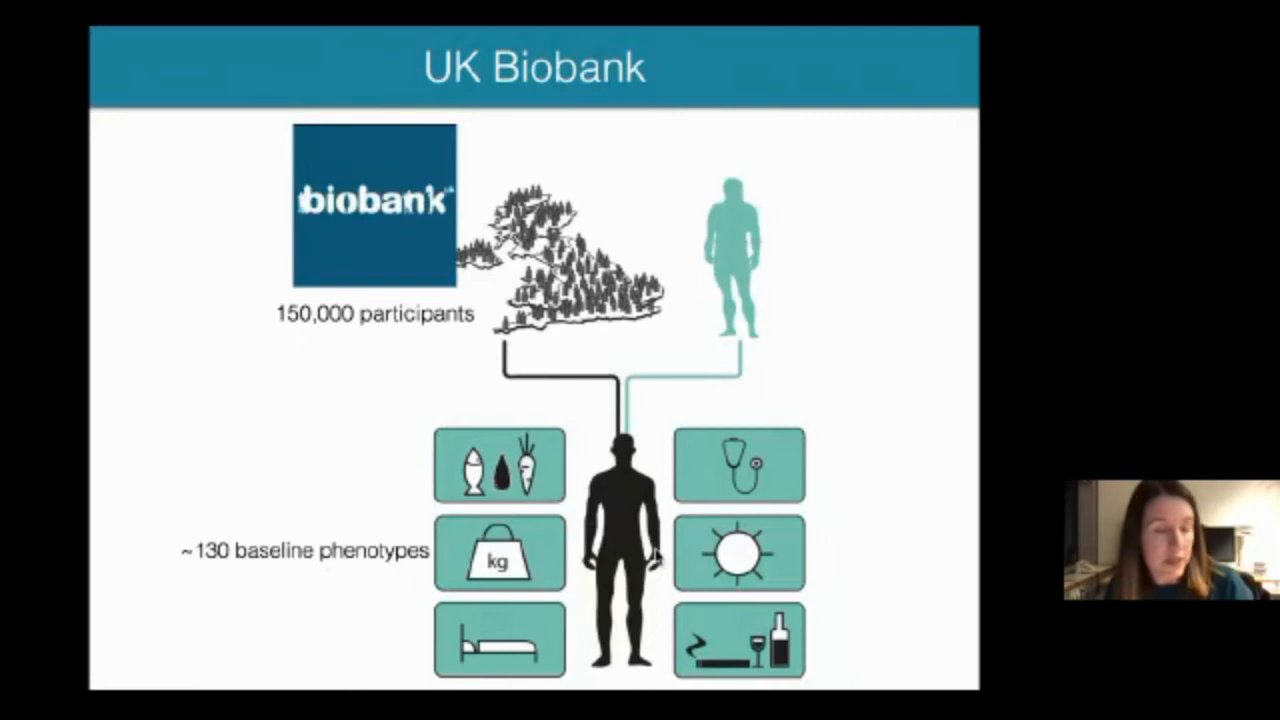 UK Biobank
biobank
150,000 participants
~130 baseline phenotypes
kg